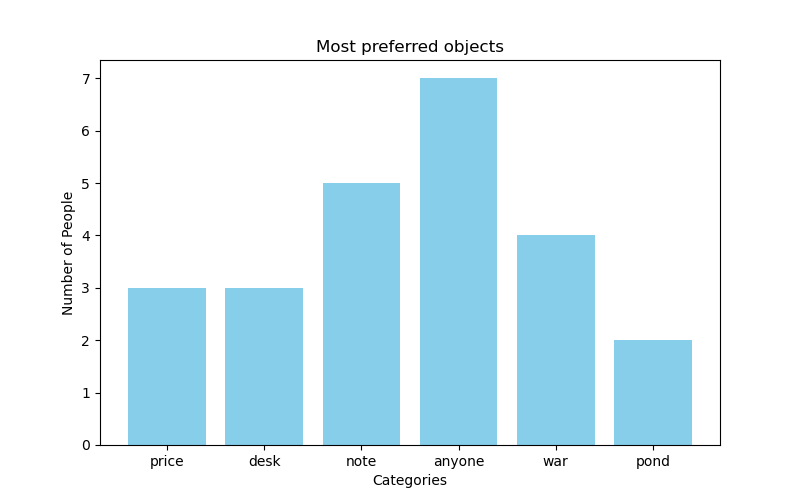 Most preferred objects
Number of People
7
6
5
4
3
2
1
0
price desk note anyone war pond
Categories